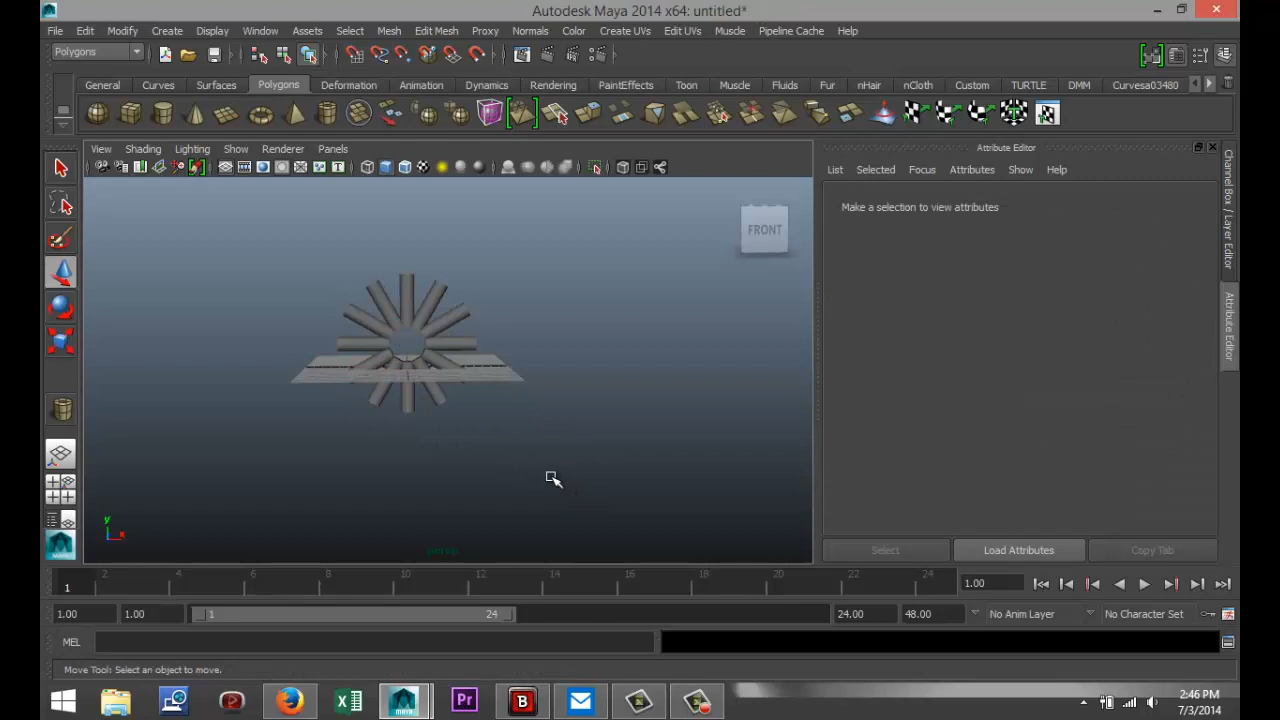 Autodesk Maya 2014 x64: untitled*
File Edit Modify Create Display Window Assets Select Mesh Edit Mesh Proxy Normals Color Create UVs Edit UVs Muscle Pipeline Cache Help
Polygons
General Curves Surfaces Polygons Deformation Animation Dynamics Rendering PaintEffects Toon Muscle Fluids Fur nHair nCloth Custom TURTLE DMM Curvesa03480
View Shading Lighting Show Renderer Panels
Attribute Editor
List Selected Focus Attributes Show Help
Make a selection to view attributes
Channel Box / Layer Editor
Attribute Editor
FRONT
y
x
persp
Select Load Attributes Copy Tab
1 2 4 6 8 10 12 14 16 18 20 22 24 1.00
1.00 1.00 1 24 24.00 48.00 No Anim Layer No Character Set
MEL
Move Tool: Select an object to move.
X Pr B
2:46 PM
7/3/2014